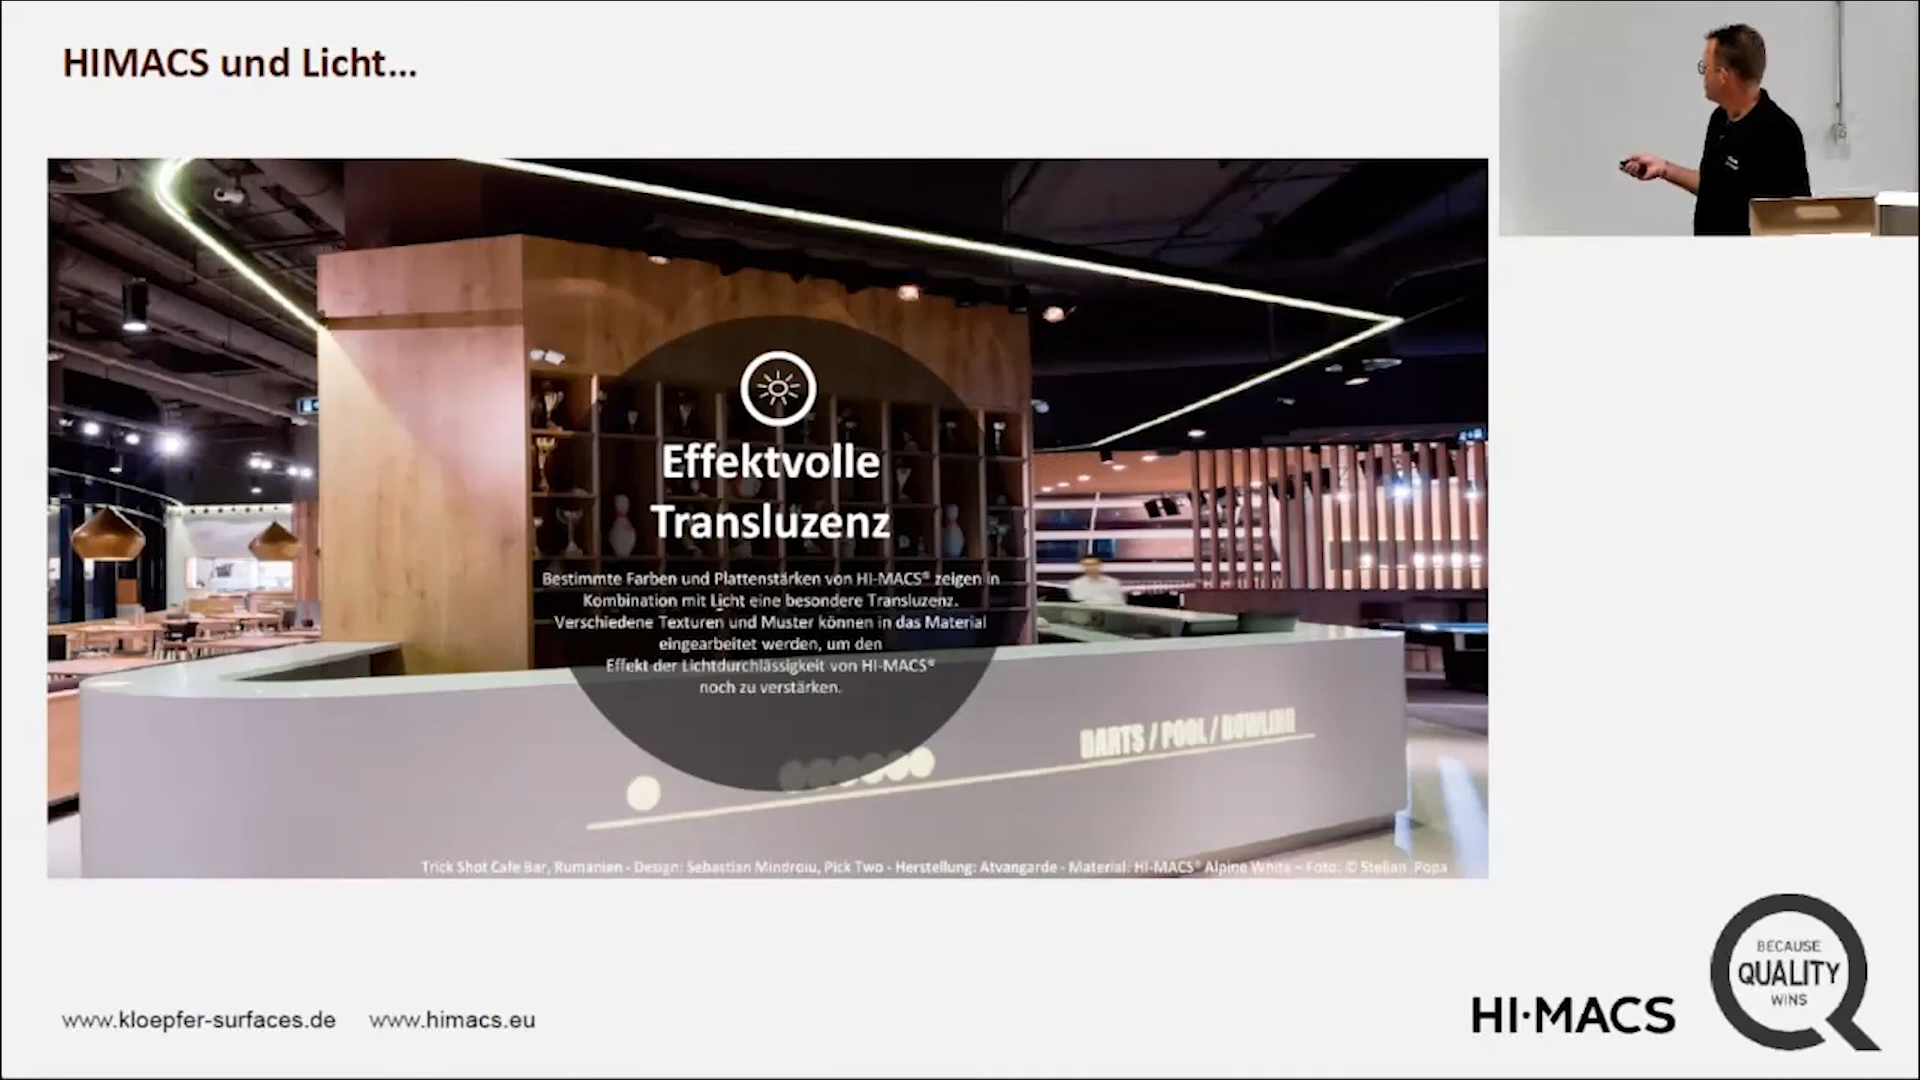 HIMACS und Licht...
Effektvolle
Transluzenz
Bestimmte Farben und Plattenstärken von HI-MACS® zeigen in
Kombination mit Licht eine besondere Transluzenz.
Verschiedene Texturen und Muster können in das Material
eingearbeitet werden, um den
Effekt der Lichtdurchlässigkeit von HI-MACS®
noch zu verstärken.
DARTS / POOL / BOWLING
Trick Shot Cafe Bar, Rumänien - Design: Sebastian Mindroiu, Pick Two - Herstellung: Atvangarde - Material: HI-MACS® Alpine White – Foto: © Stelian Popa
www.kloepfer-surfaces.de www.himacs.eu
HI·MACS
BECAUSE
QUALITY
WINS